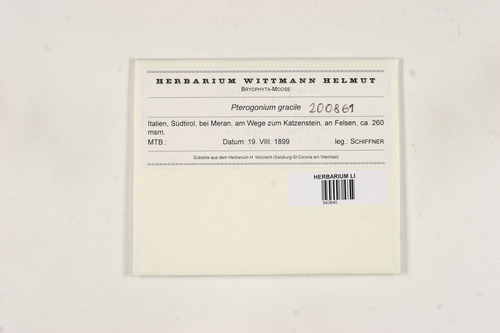 HERBARIUM WITTMANN HELMUT
BRYOPHYTA-MOOSE
Pterogonium gracile 200861
Italien, Südtirol, bei Meran, am Wege zum Katzenstein, an Felsen, ca. 260
msm.
MTB.: Datum: 19. VIII. 1899 leg.: SCHIFFNER
Dublette aus dem Herbarium H. WAGNER (Salzburg-St Corona am Wechsel)
HERBARIUM LI